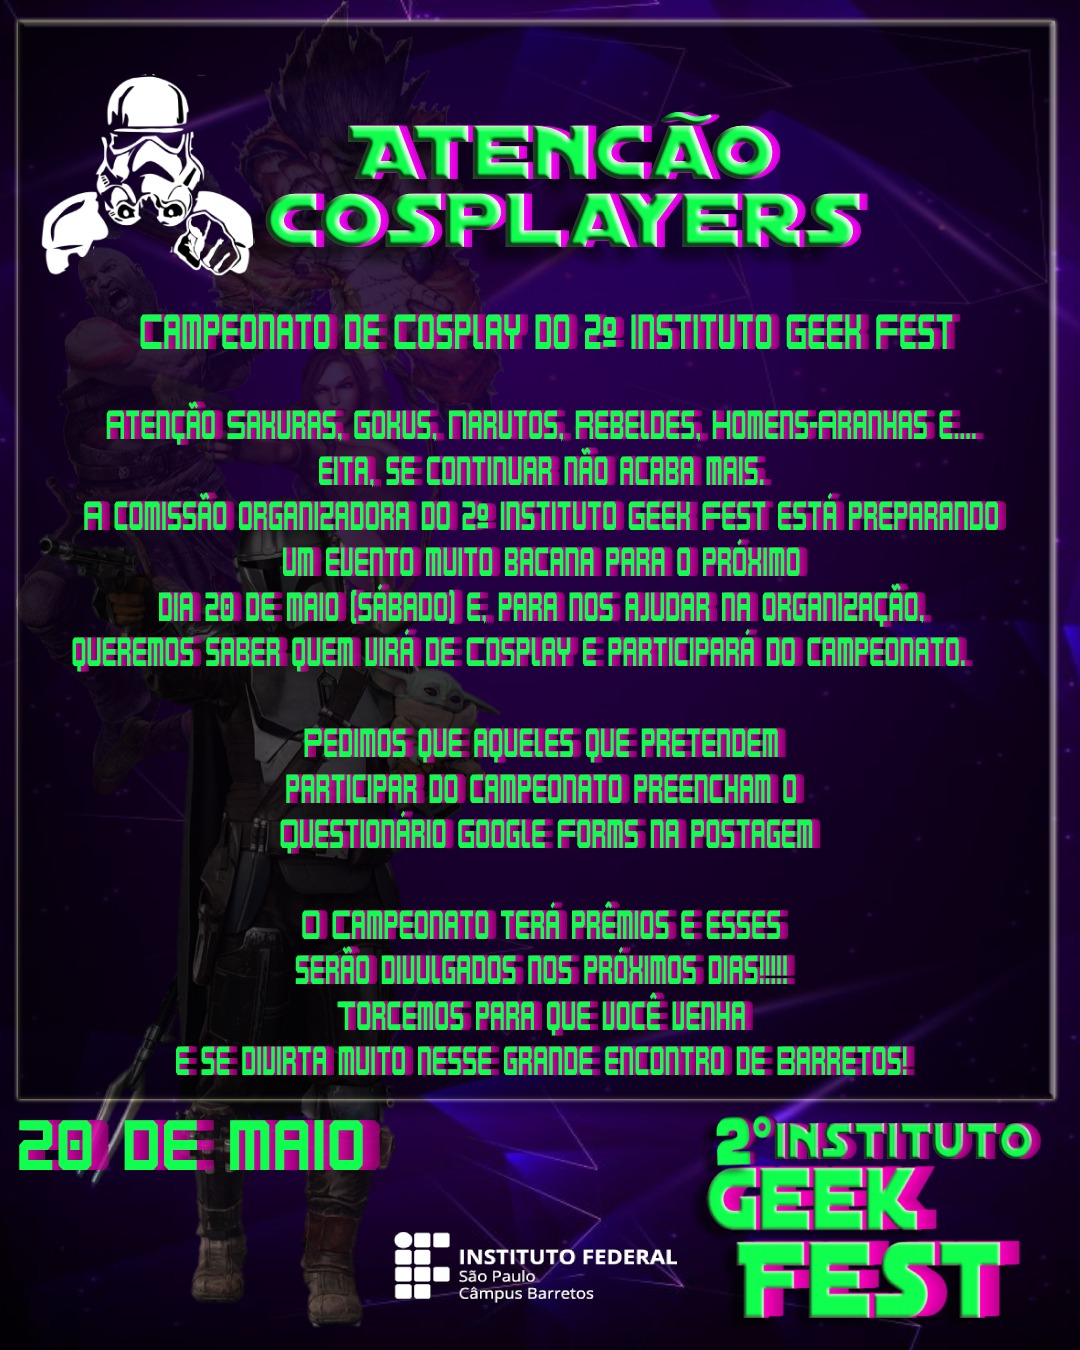 ATENCÃO
COSPLAYERS
CAMPEONATO DE COSPLAY DO 2º INSTITUTO GEEK FEST
ATENÇÃO SAKURAS, GOKUS, NARUTOS, REBELDES, HOMENS-ARANHAS E....
EITA, SE CONTINUAR NÃO ACABA MAIS.
A COMISSÃO ORGANIZADORA DO 2º INSTITUTO GEEK FEST ESTÁ PREPARANDO
UM EVENTO MUITO BACANA PARA O PRÓXIMO
DIA 20 DE MAIO (SÁBADO) E, PARA NOS AJUDAR NA ORGANIZAÇÃO,
QUEREMOS SABER QUEM VIRÁ DE COSPLAY E PARTICIPARÁ DO CAMPEONATO.
PEDIMOS QUE AQUELES QUE PRETENDEM
PARTICIPAR DO CAMPEONATO PREENCHAM O
QUESTIONÁRIO GOOGLE FORMS NA POSTAGEM
O CAMPEONATO TERÁ PRÊMIOS E ESSES
SERÃO DIVULGADOS NOS PRÓXIMOS DIAS!!!!!
TORCEMOS PARA QUE VOCÊ VENHA
E SE DIVIRTA MUITO NESSE GRANDE ENCONTRO DE BARRETOS!
20 DE MAIO
2º INSTITUTO
GEEK
FEST
INSTITUTO FEDERAL
São Paulo
Câmpus Barretos